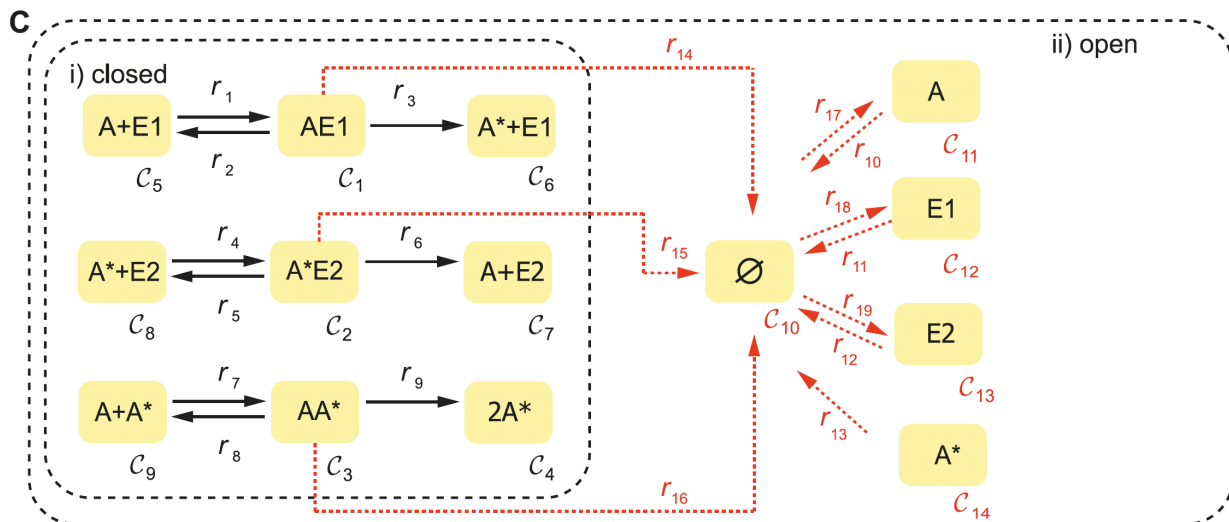 C
i) closed
ii) open
A+E1 r1 r2 AE1 r3 A*+E1
C5 C1 C6
A*+E2 r4 r5 A*E2 r6 A+E2
C8 C2 C7
A+A* r7 r8 AA* r9 2A*
C9 C3 C4
r14
r15
r16
∅
C10
r17
r10
A
C11
r18
r11
E1
C12
r19
r12
E2
C13
r13
A*
C14